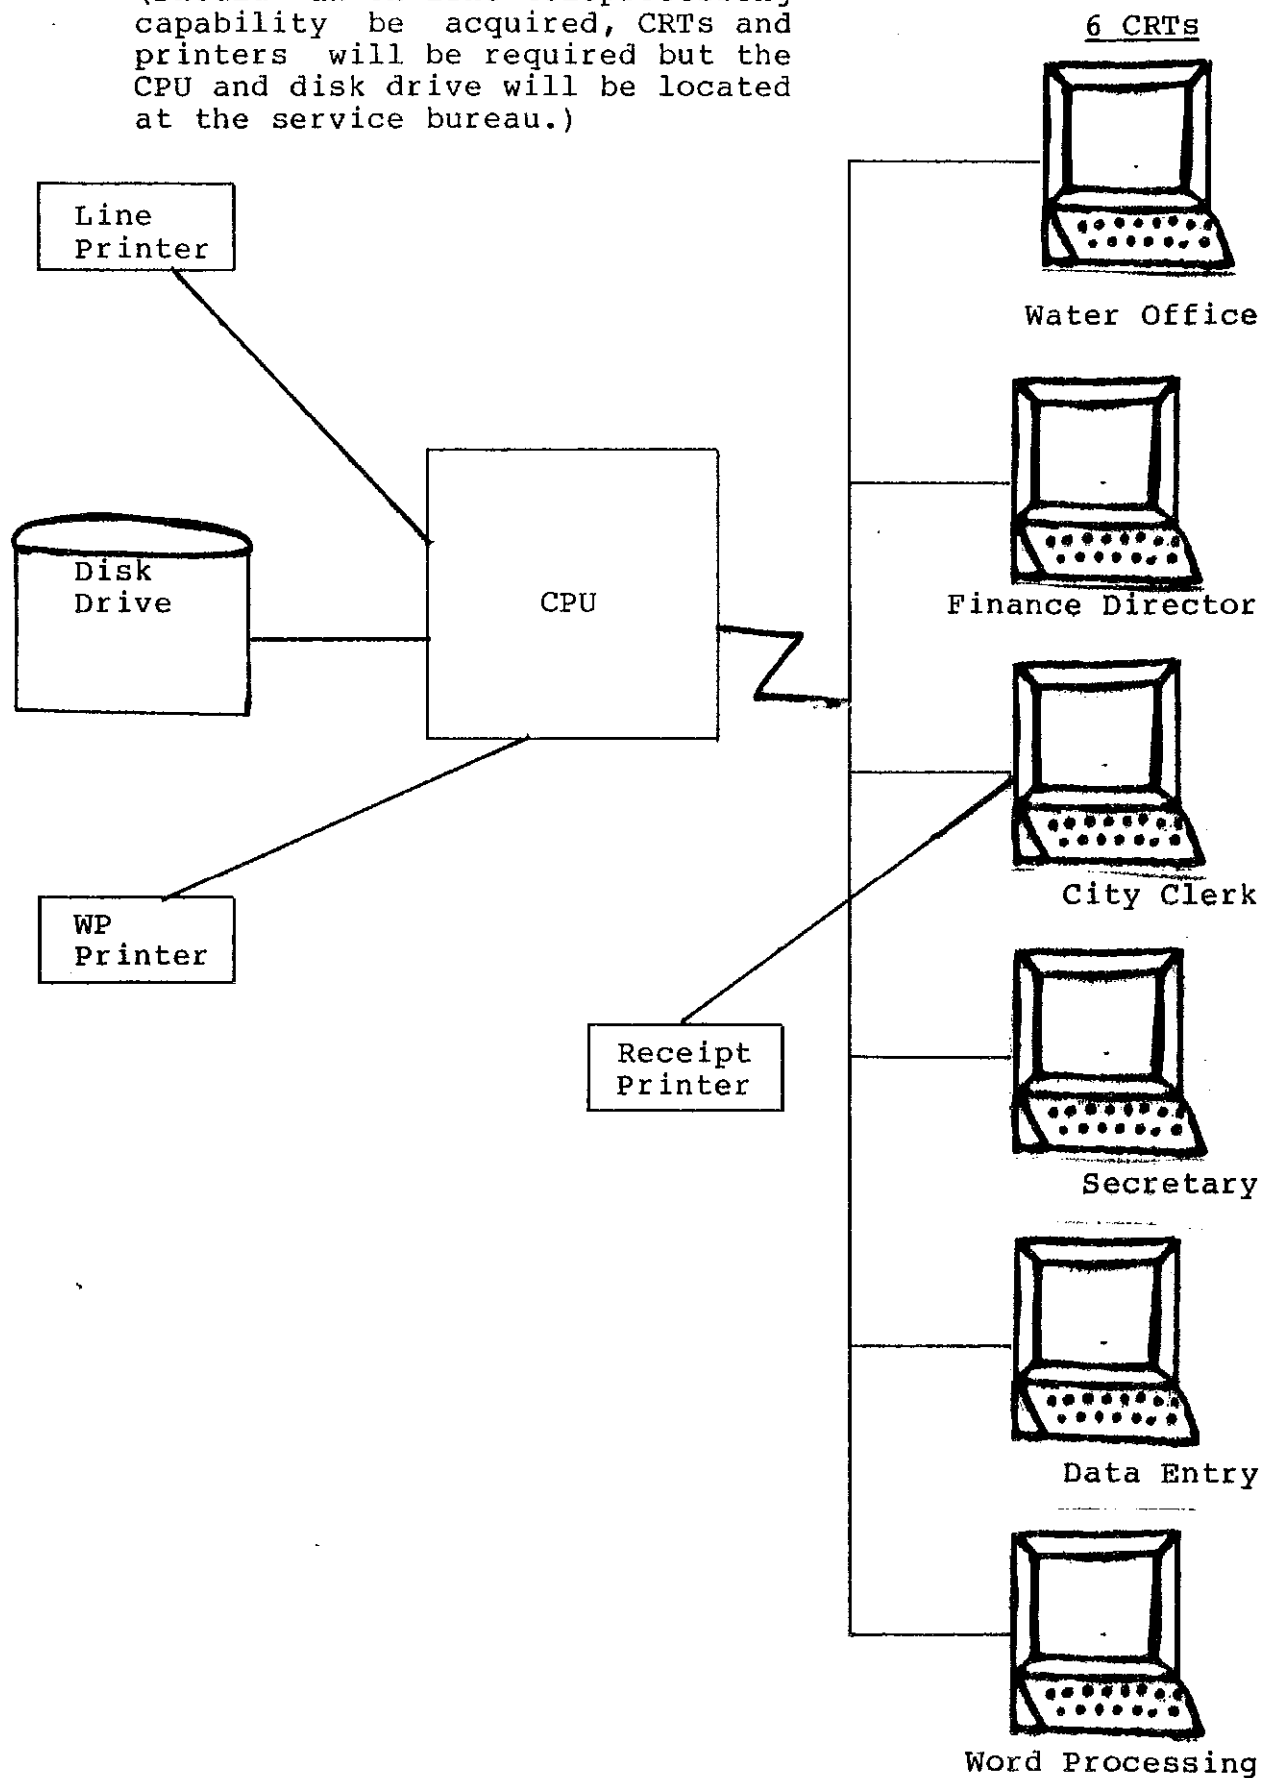 capability be acquired, CRTs and
printers will be required but the
CPU and disk drive will be located
at the service bureau.)
6 CRTs
Line
Printer
Water Office
Disk
Drive
CPU
Finance Director
City Clerk
WP
Printer
Receipt
Printer
Secretary
Data Entry
Word Processing